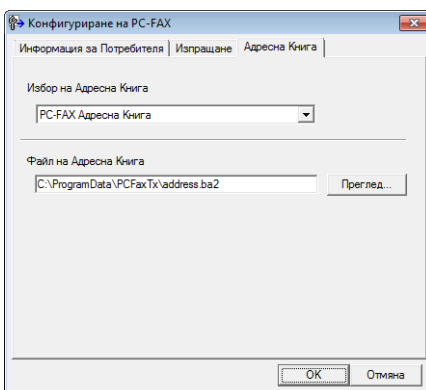 Конфигуриране на PC-FAX
Информация за Потребителя Изпращане Адресна Книга
Избор на Адресна Книга
PC-FAX Адресна Книга
Файл на Адресна Книга
C:\ProgramData\PCFaxTx\address.ba2 Преглед...
OK Отмяна